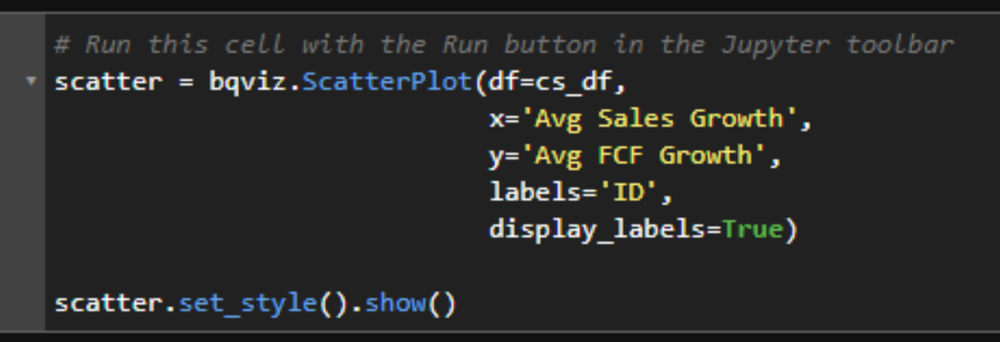 # Run this cell with the Run button in the Jupyter toolbar
scatter = bqviz.ScatterPlot(df=cs_df,
                            x='Avg Sales Growth',
                            y='Avg FCF Growth',
                            labels='ID',
                            display_labels=True)

scatter.set_style().show()